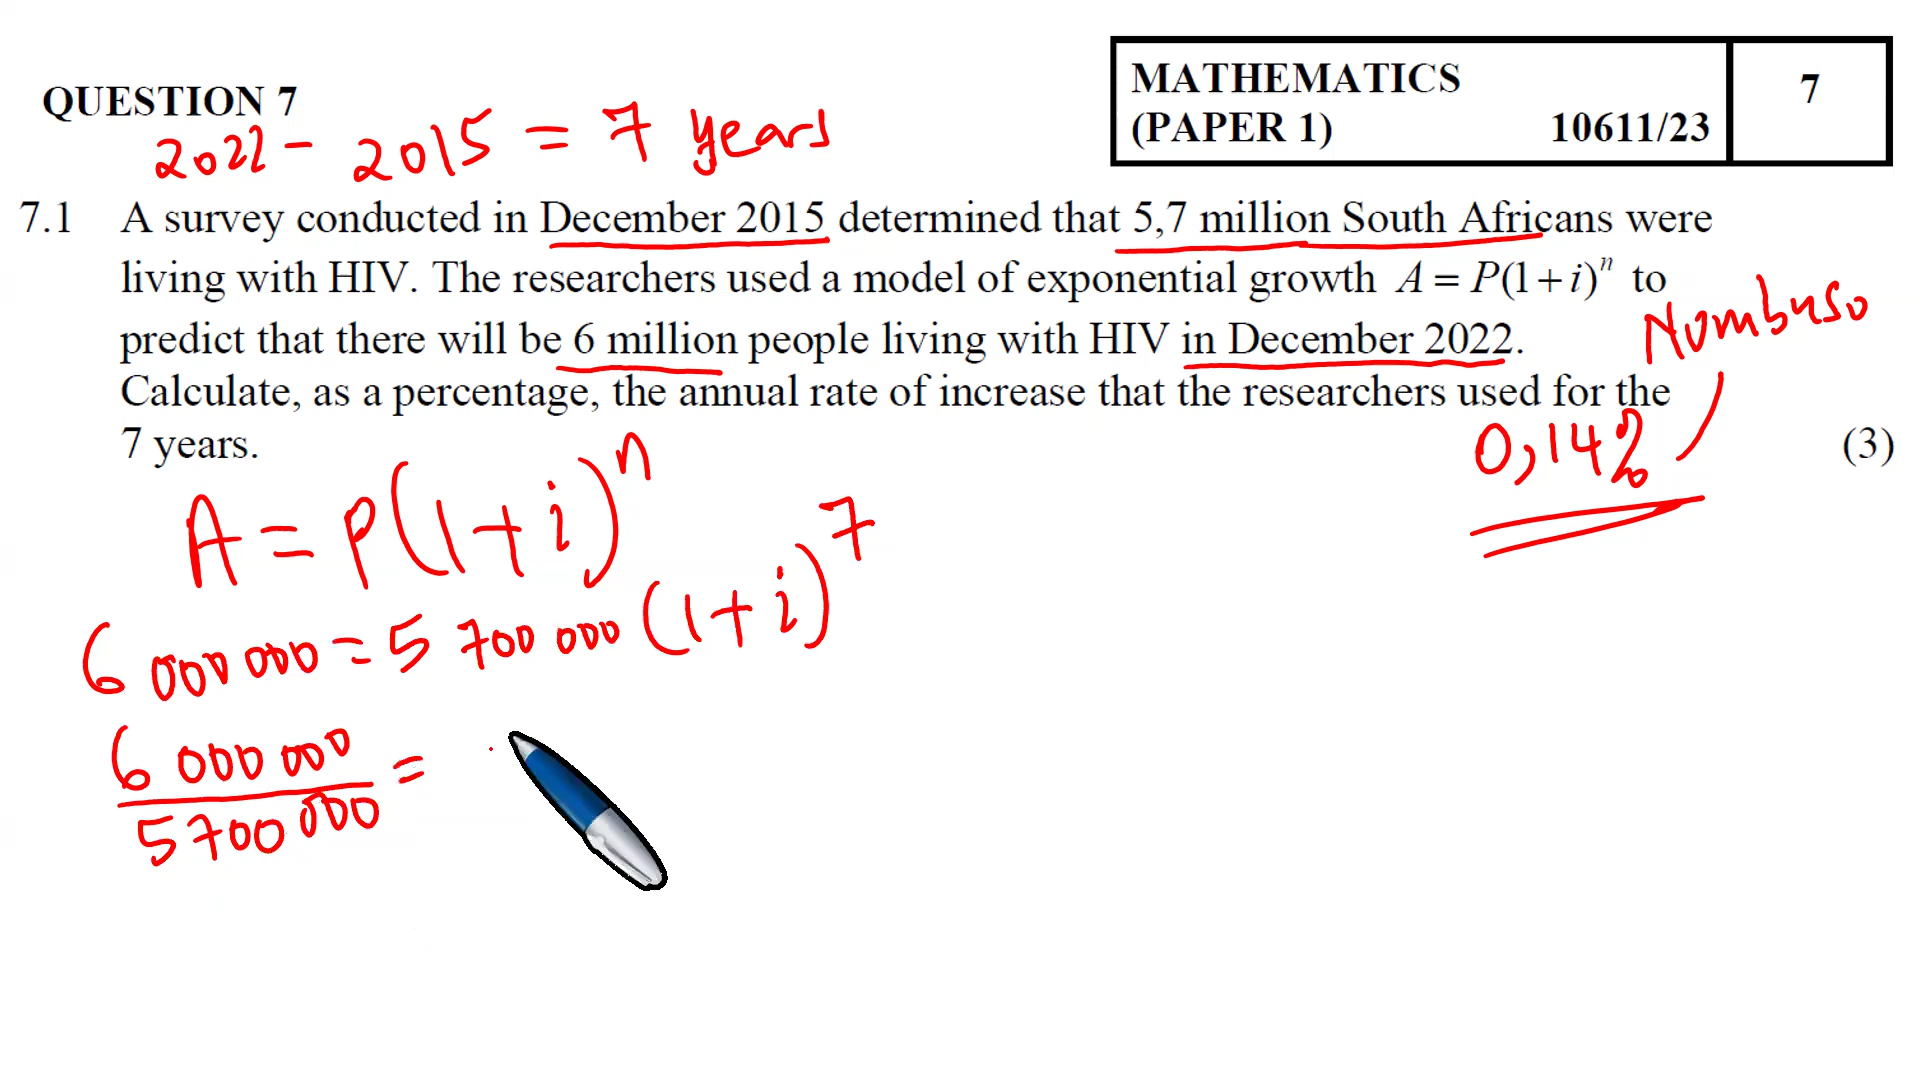 MATHEMATICS
(PAPER 1) 10611/23
7
QUESTION 7
2022 - 2015 = 7 years
7.1 A survey conducted in December 2015 determined that 5,7 million South Africans were
living with HIV. The researchers used a model of exponential growth A = P(1+i)^n to
predict that there will be 6 million people living with HIV in December 2022.
Nombuso
Calculate, as a percentage, the annual rate of increase that the researchers used for the
7 years. (3)
0,14%
A = P(1+i)^n
6 000 000 = 5 700 000 (1+i)^7
6 000 000 =
5700 000